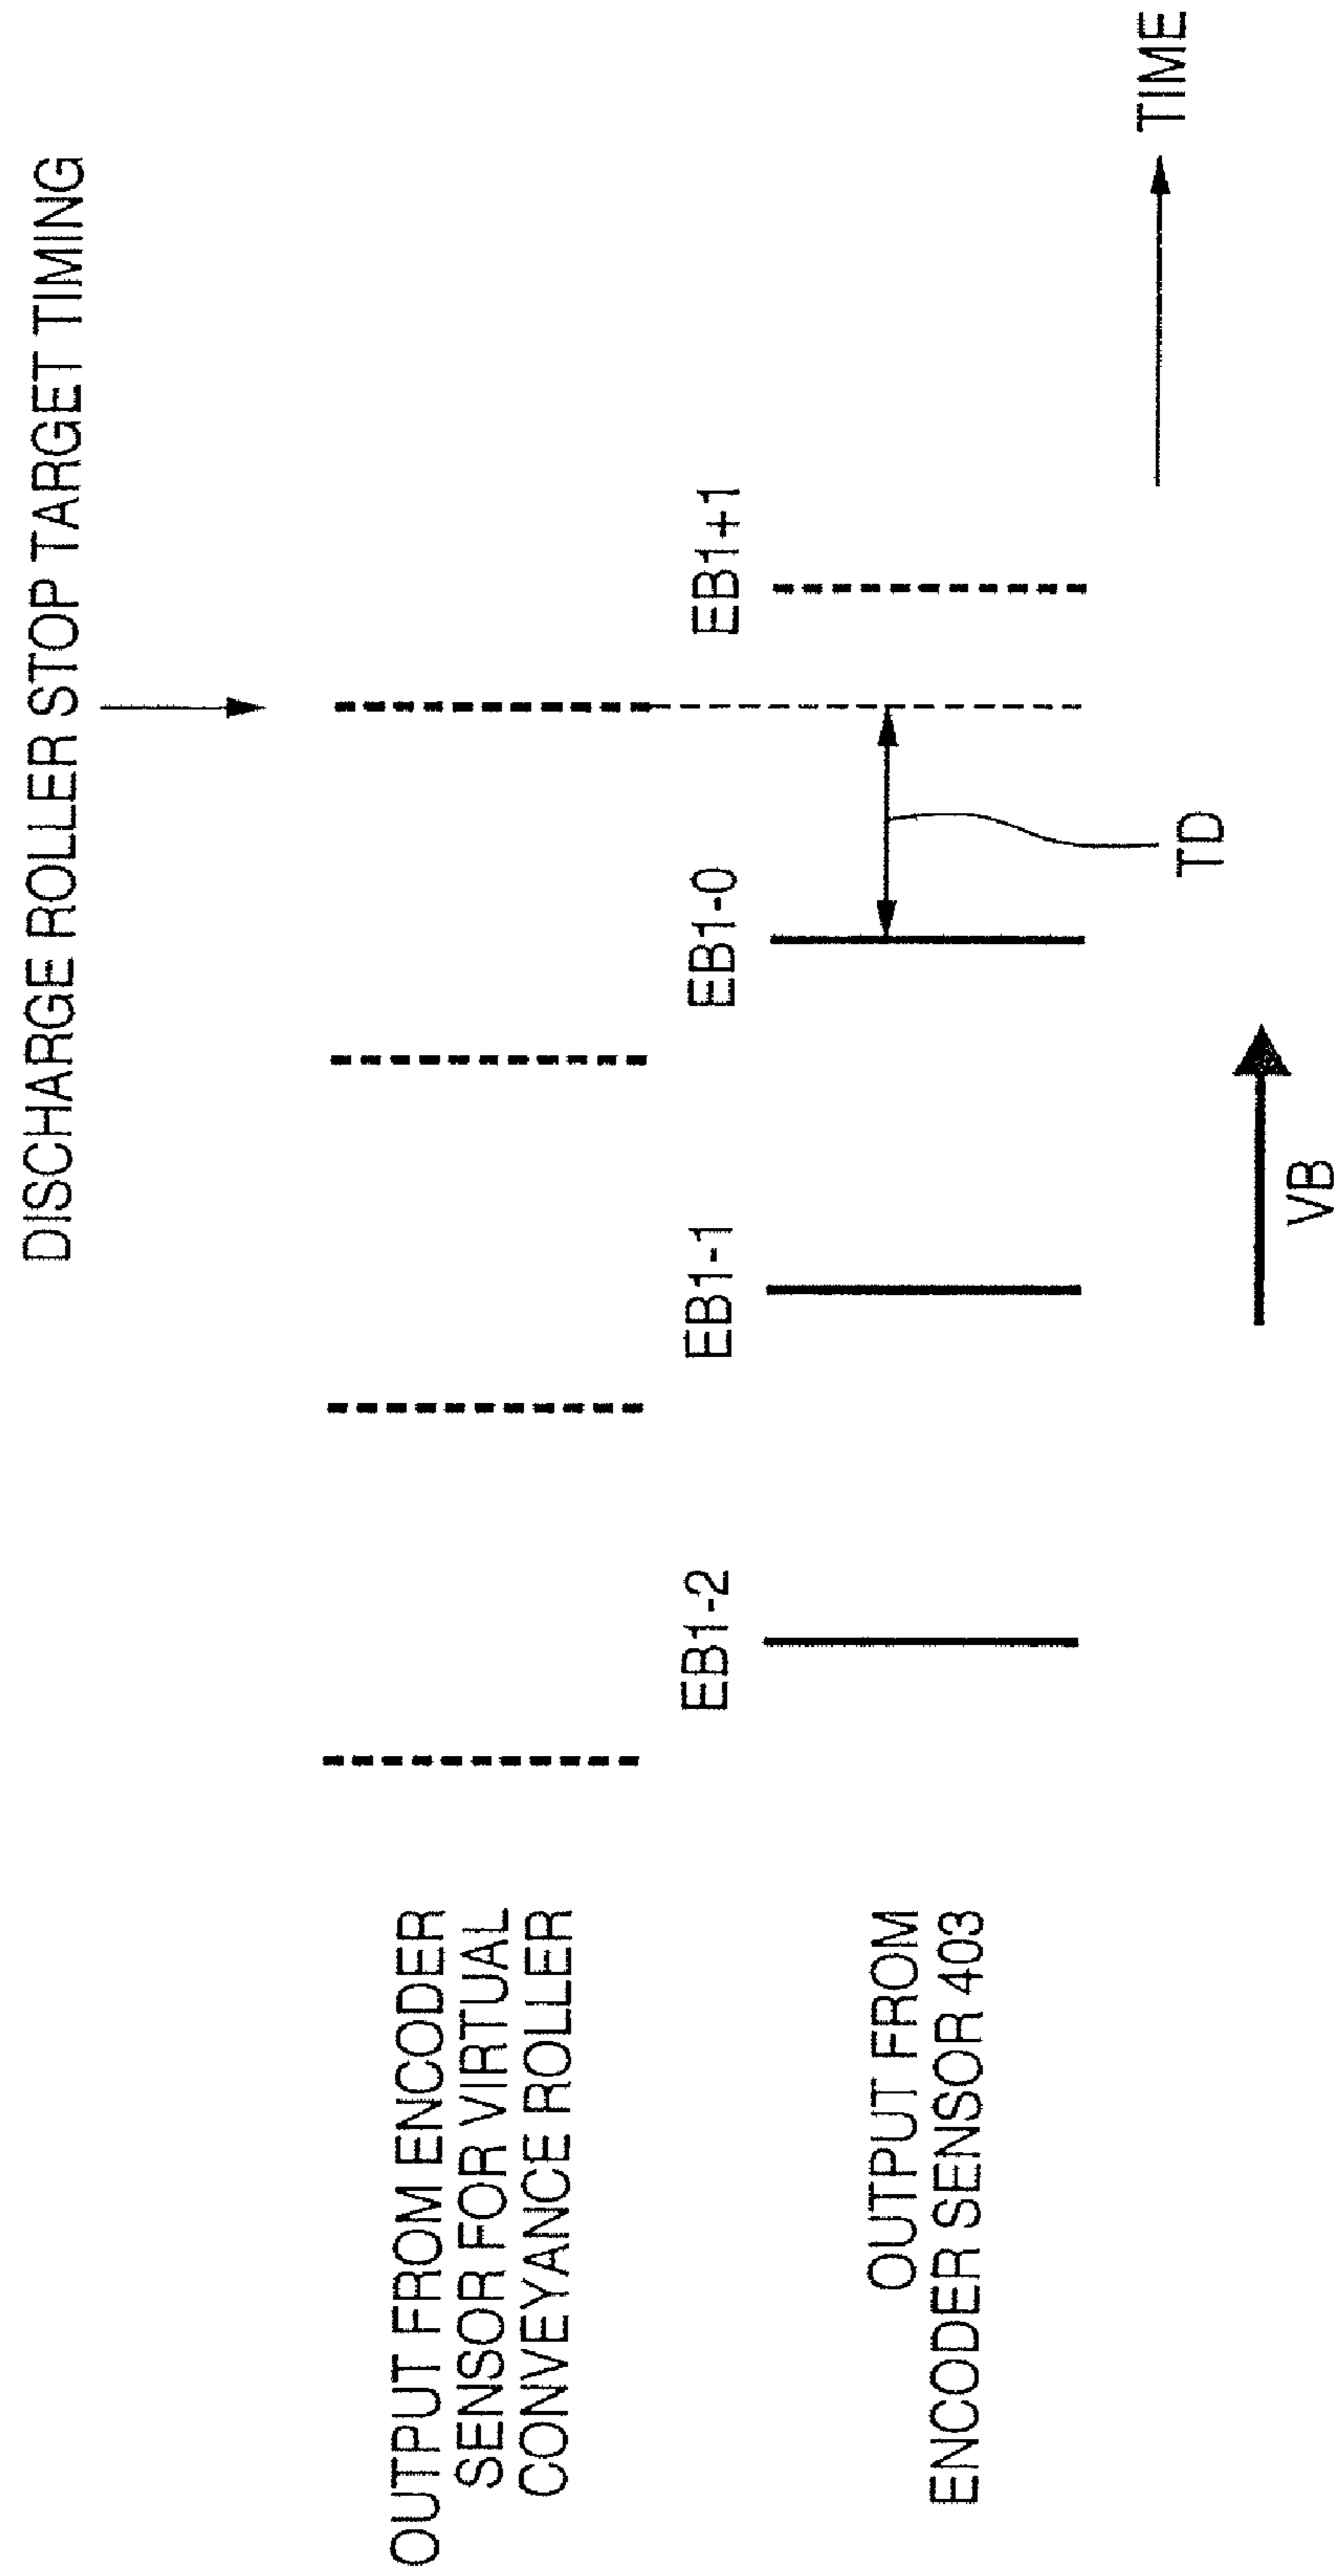 DISCHARGE ROLLER STOP TARGET TIMING
OUTPUT FROM ENCODER
SENSOR FOR VIRTUAL
CONVEYANCE ROLLER
EB1-2
EB1-1
EB1-0
EB1+1
OUTPUT FROM
ENCODER SENSOR 403
TD
TIME
VB